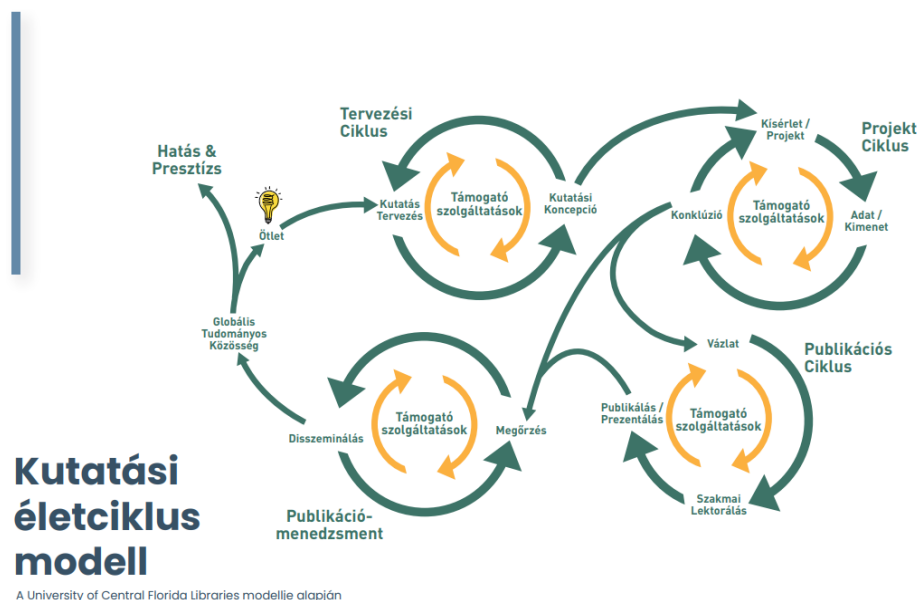 Tervezési
Ciklus
Hatás &
Presztízs
Ötlet
Kutatás
Tervezés
Támogató
szolgáltatások
Kutatási
Koncepció
Kísérlet /
Projekt
Projekt
Ciklus
Konklúzió
Támogató
szolgáltatások
Adat /
Kimenet
Globális
Tudományos
Közösség
Vázlat
Publikációs
Ciklus
Publikálás /
Prezentálás
Támogató
szolgáltatások
Szakmai
Lektorálás
Disszeminálás
Támogató
szolgáltatások
Megőrzés
Publikáció-
menedzsment
Kutatási
életciklus
modell
A University of Central Florida Libraries modellje alapján